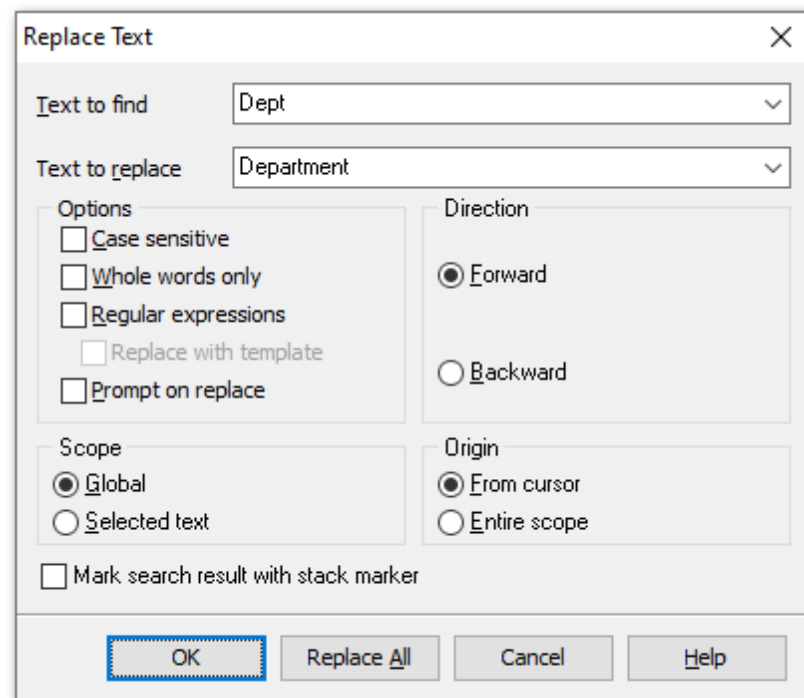 Replace Text
Text to find
Dept
Text to replace
Department
Options
Case sensitive
Whole words only
Regular expressions
Replace with template
Prompt on replace
Direction
Forward
Backward
Scope
Global
Selected text
Origin
From cursor
Entire scope
Mark search result with stack marker
OK
Replace All
Cancel
Help